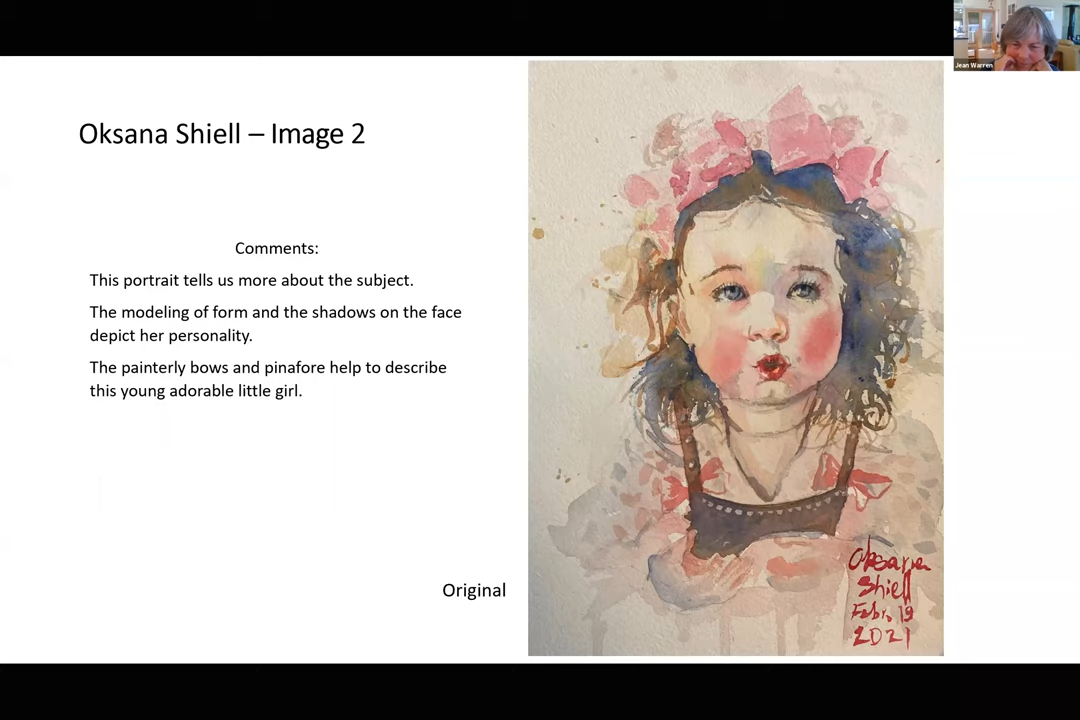 Jean Warren
Oksana Shiell – Image 2
Comments:
This portrait tells us more about the subject.
The modeling of form and the shadows on the face
depict her personality.
The painterly bows and pinafore help to describe
this young adorable little girl.
Original
Oksana
Shiell
Febr. 19
2021